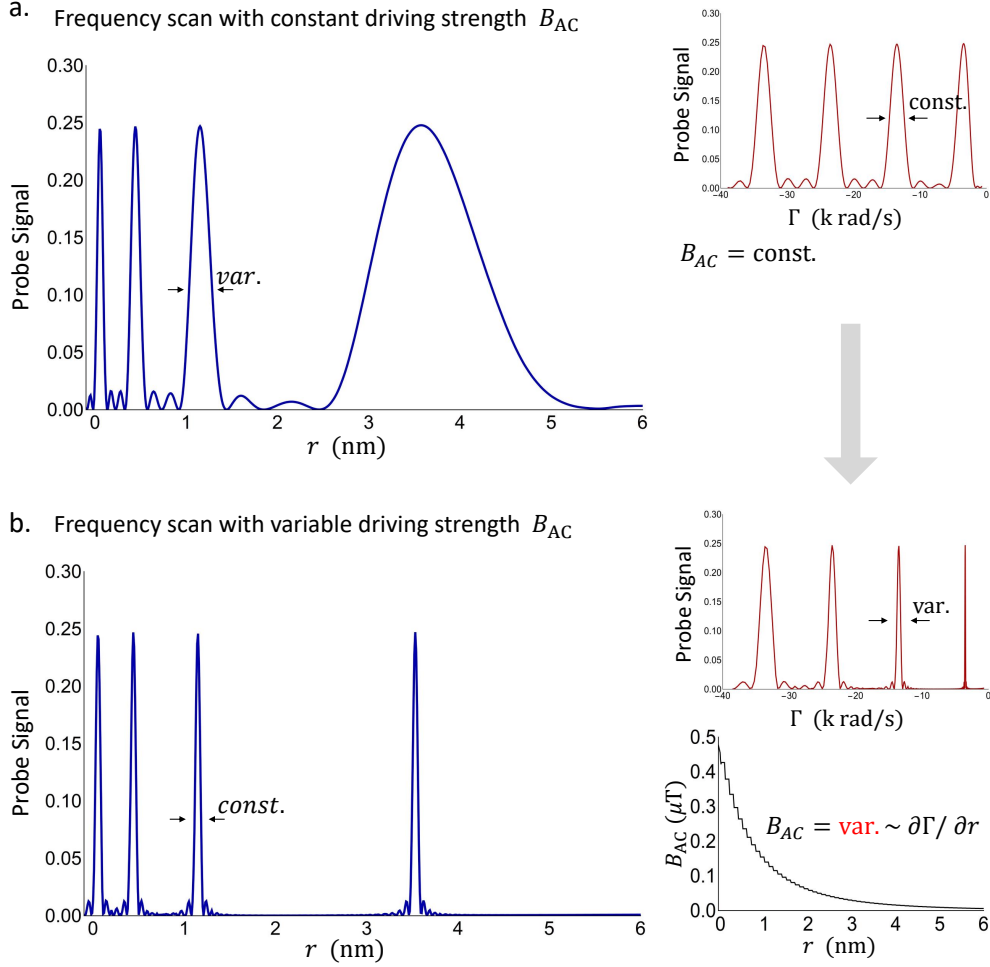 a. Frequency scan with constant driving strength B_AC
0.30
0.25
0.20
0.15
0.10
0.05
0.00
Probe Signal
var.
0 1 2 3 4 5 6
r (nm)
0.30
0.25
0.20
0.15
0.10
0.05
0.00
Probe Signal
const.
−40 −30 −20 −10 0
Γ (k rad/s)
B_AC = const.
b. Frequency scan with variable driving strength B_AC
0.30
0.25
0.20
0.15
0.10
0.05
0.00
Probe Signal
const.
0 1 2 3 4 5 6
r (nm)
0.30
0.25
0.20
0.15
0.10
0.05
0.00
Probe Signal
var.
−40 −30 −20 −10 0
Γ (k rad/s)
0.5
0.4
0.3
0.2
0.1
0.0
B_AC (μT)
B_AC = var. ~ ∂Γ/ ∂r
0 1 2 3 4 5 6
r (nm)